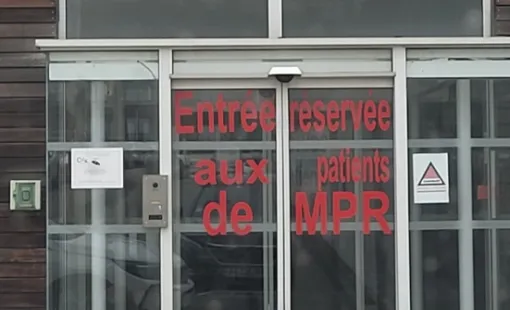 Entrée réservée
aux patients
de MPR